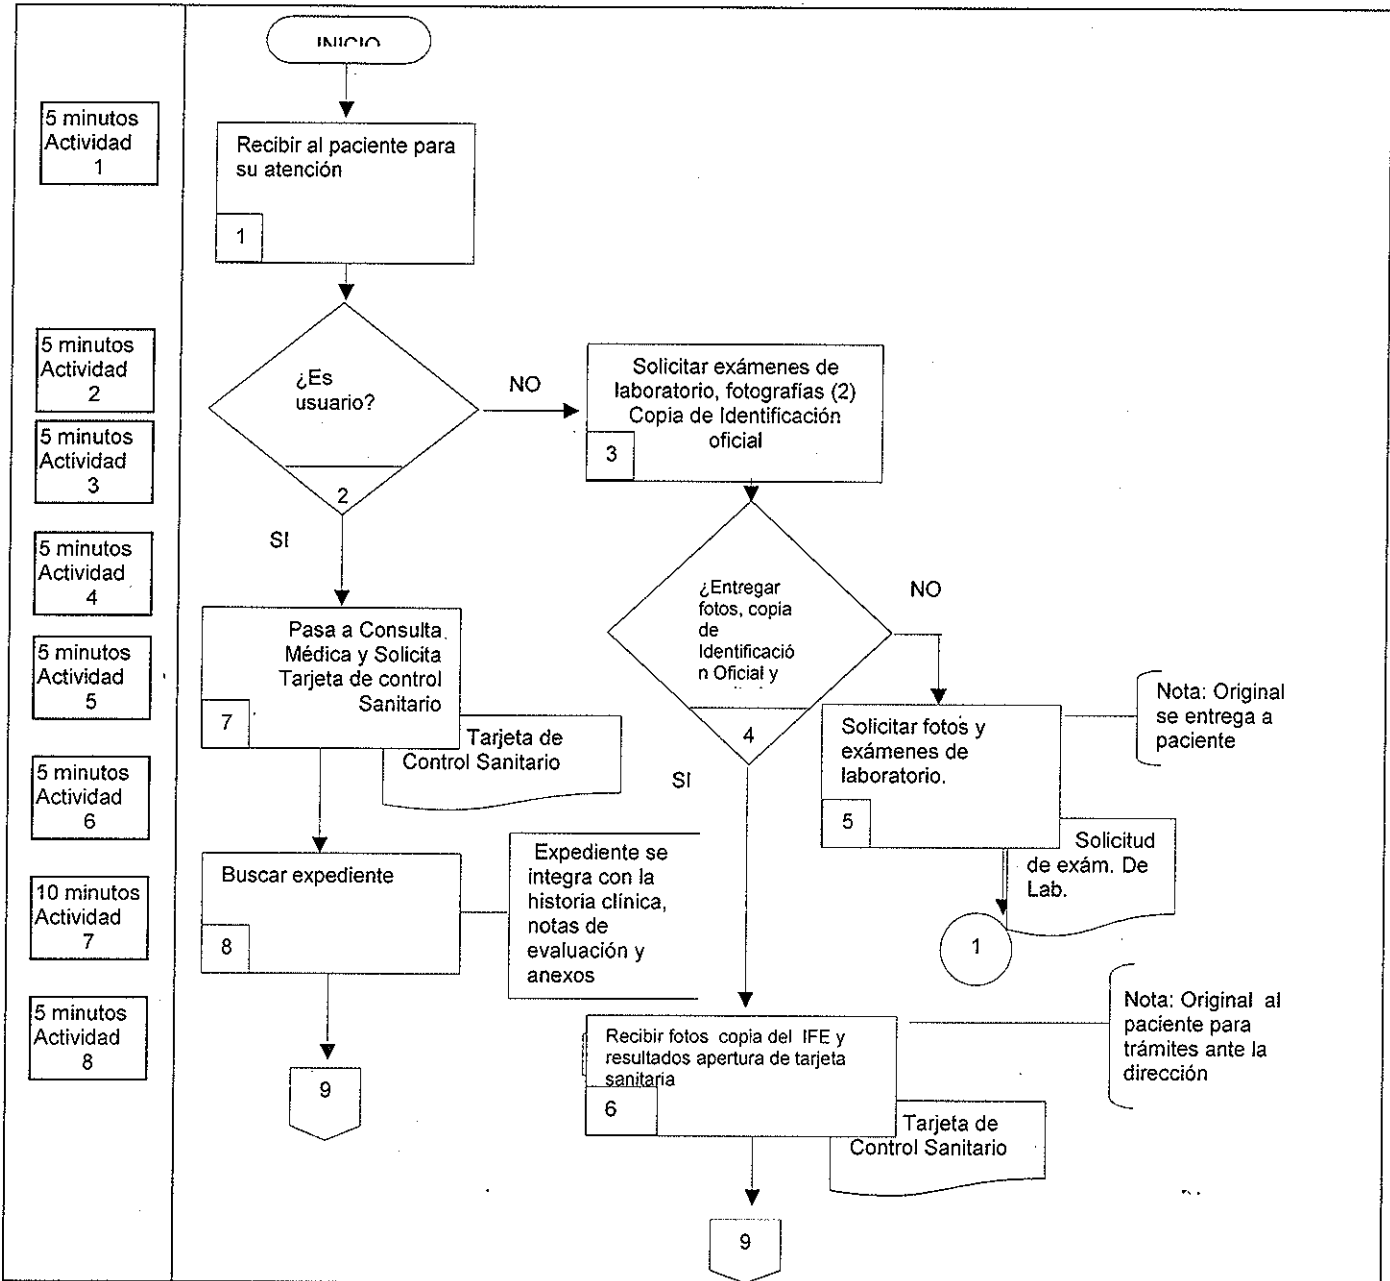 INICIO
5 minutos
Actividad
1
Recibir al paciente para
su atención
1
5 minutos
Actividad
2
5 minutos
Actividad
3
¿Es
usuario?
2
NO
SI
Solicitar exámenes de
laboratorio, fotografías (2)
Copia de Identificación
oficial
3
5 minutos
Actividad
4
¿Entregar
fotos, copia
de
Identificació
n Oficial y
4
NO
SI
5 minutos
Actividad
5
Pasa a Consulta
Médica y Solicita
Tarjeta de control
Sanitario
7
Tarjeta de
Control Sanitario
Solicitar fotos y
exámenes de
laboratorio.
5
Nota: Original
se entrega a
paciente
5 minutos
Actividad
6
Solicitud
de exám. De
Lab.
1
10 minutos
Actividad
7
Buscar expediente
8
Expediente se
integra con la
historia clínica,
notas de
evaluación y
anexos
5 minutos
Actividad
8
9
Recibir fotos copia del IFE y
resultados apertura de tarjeta
sanitaria
6
Nota: Original al
paciente para
trámites ante la
dirección
Tarjeta de
Control Sanitario
9